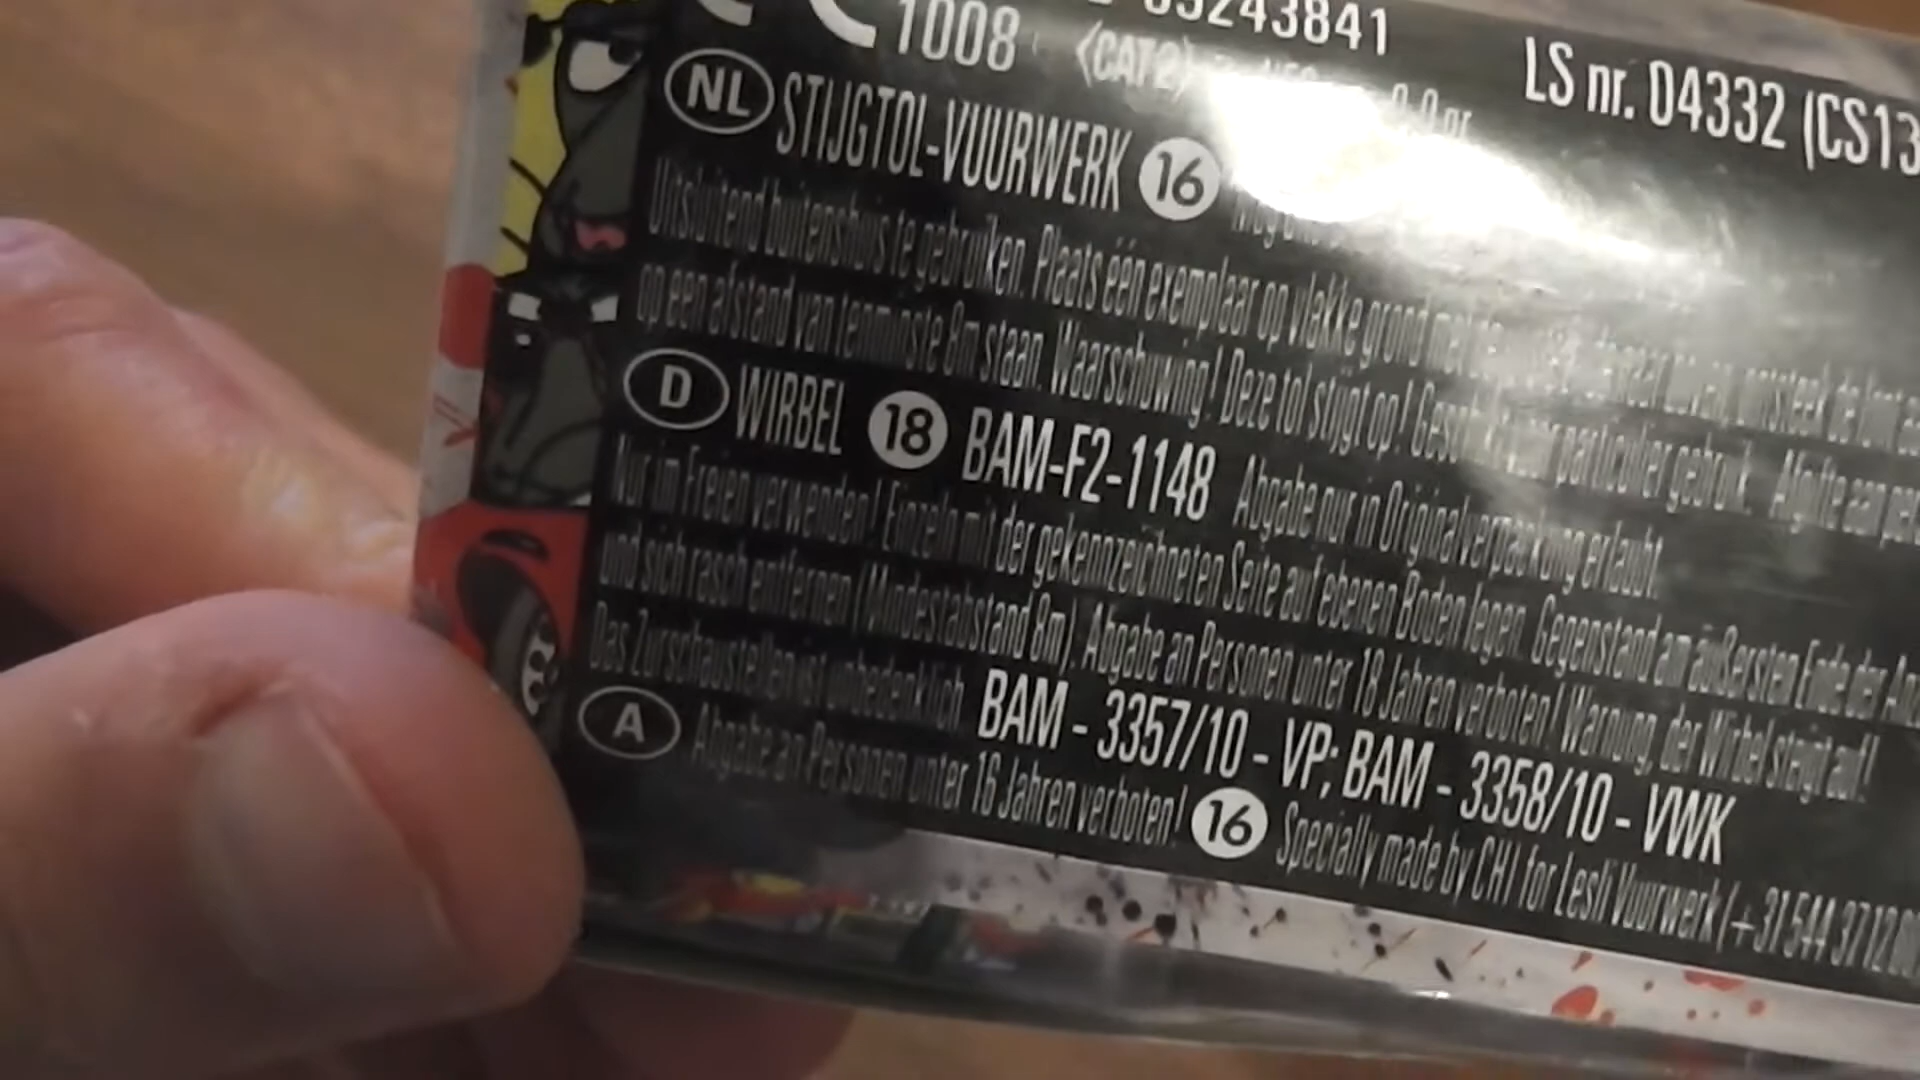 CE 1008 <CAT2> 243841 LS nr. 04332 (CS13
NL STIJGTOL-VUURWERK 16
Uitsluitend buitenshuis te gebruiken. Plaats één exemplaar op vlakke grond met
op een afstand van tenminste 8m staan. Waarschuwing! Deze tol stijgt op! particulier gebruik.
D WIRBEL 18 BAM-F2-1148 Abgabe nur in Originalverpackung erlaubt.
Nur im Freien verwenden! Einzeln mit der gekennzeichneten Seite auf ebenen Boden legen. Gegenstand am äußersten Ende der
und sich rasch entfernen (Mindestabstand 8m). Abgabe an Personen unter 18 Jahren verboten! Warnung, der Wirbel steigt auf!
Das Zurschaustellen ist unbedenklich. BAM - 3357/10 - VP; BAM - 3358/10 - VWK
A Abgabe an Personen unter 16 Jahren verboten! 16 Specially made by CHI for Lesli Vuurwerk (+31 544 3712